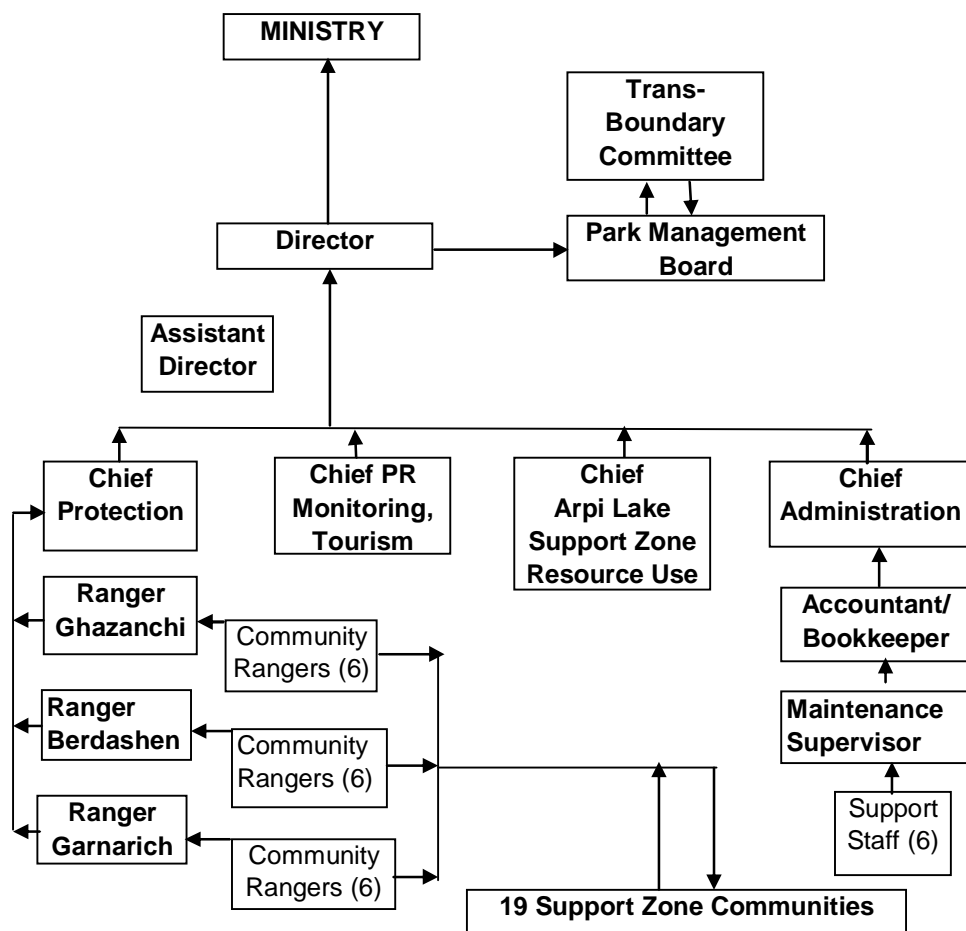 MINISTRY
Trans-
Boundary
Committee
Director
Park Management
Board
Assistant
Director
Chief
Protection
Chief PR
Monitoring,
Tourism
Chief
Arpi Lake
Support Zone
Resource Use
Chief
Administration
Ranger
Ghazanchi
Community
Rangers (6)
Accountant/
Bookkeeper
Ranger
Berdashen
Community
Rangers (6)
Maintenance
Supervisor
Ranger
Garnarich
Community
Rangers (6)
Support
Staff (6)
19 Support Zone Communities